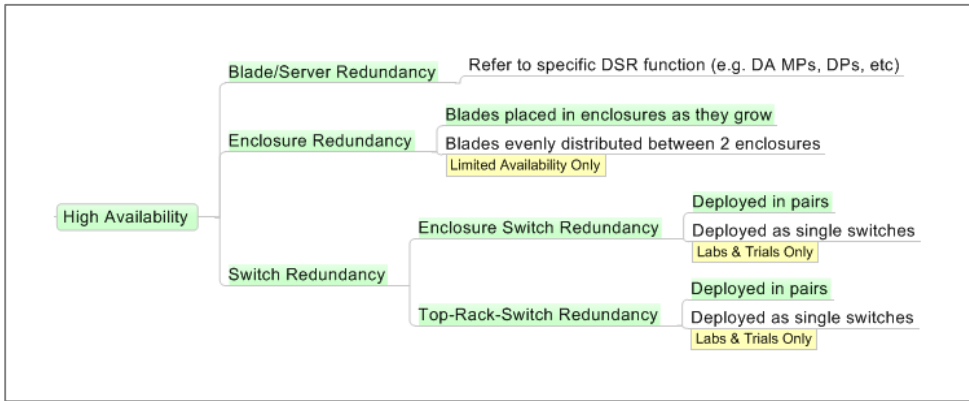 High Availability
Blade/Server Redundancy
Refer to specific DSR function (e.g. DA MPs, DPs, etc)
Enclosure Redundancy
Blades placed in enclosures as they grow
Blades evenly distributed between 2 enclosures
Limited Availability Only
Switch Redundancy
Enclosure Switch Redundancy
Deployed in pairs
Deployed as single switches
Labs & Trials Only
Top-Rack-Switch Redundancy
Deployed in pairs
Deployed as single switches
Labs & Trials Only